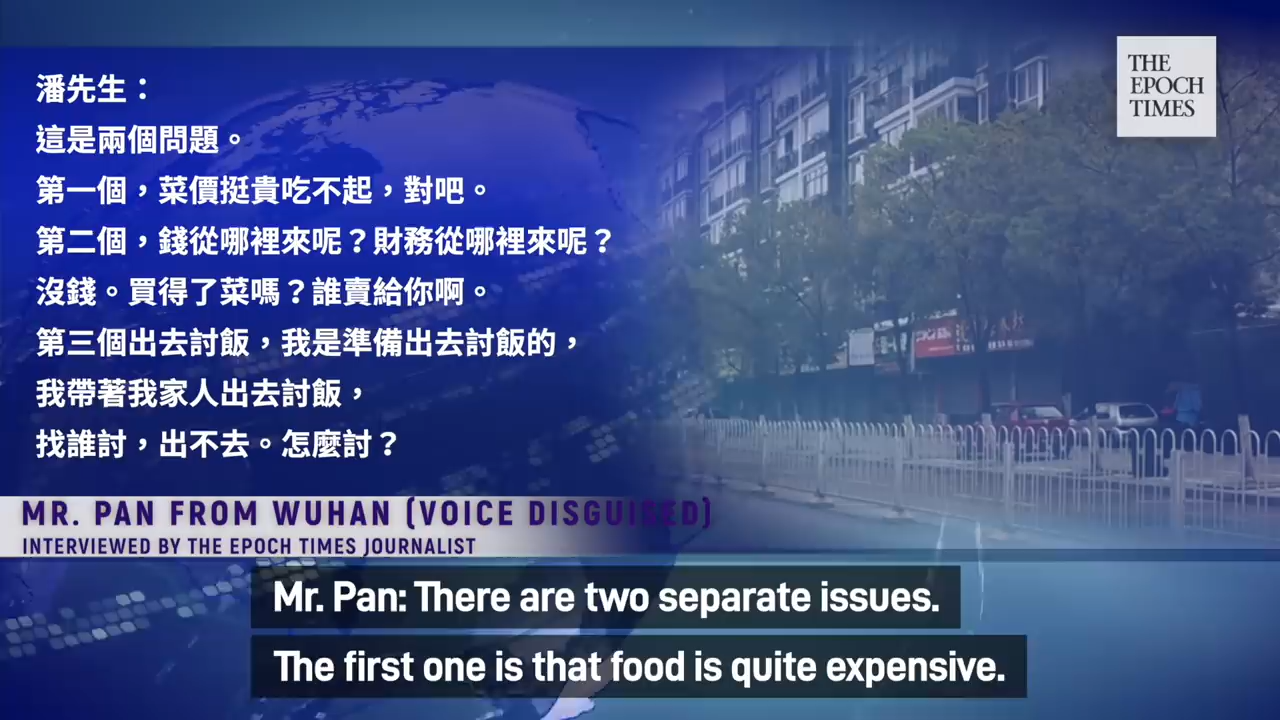 潘先生：
這是兩個問題。
第一個，菜價挺貴吃不起，對吧。
第二個，錢從哪裡來呢？財務從哪裡來呢？
沒錢。買得了菜嗎？誰賣給你啊。
第三個出去討飯，我是準備出去討飯的，
我帶著我家人出去討飯，
找誰討，出不去。怎麼討？
THE
EPOCH
TIMES
MR. PAN FROM WUHAN (VOICE DISGUISED)
INTERVIEWED BY THE EPOCH TIMES JOURNALIST
Mr. Pan: There are two separate issues.
The first one is that food is quite expensive.